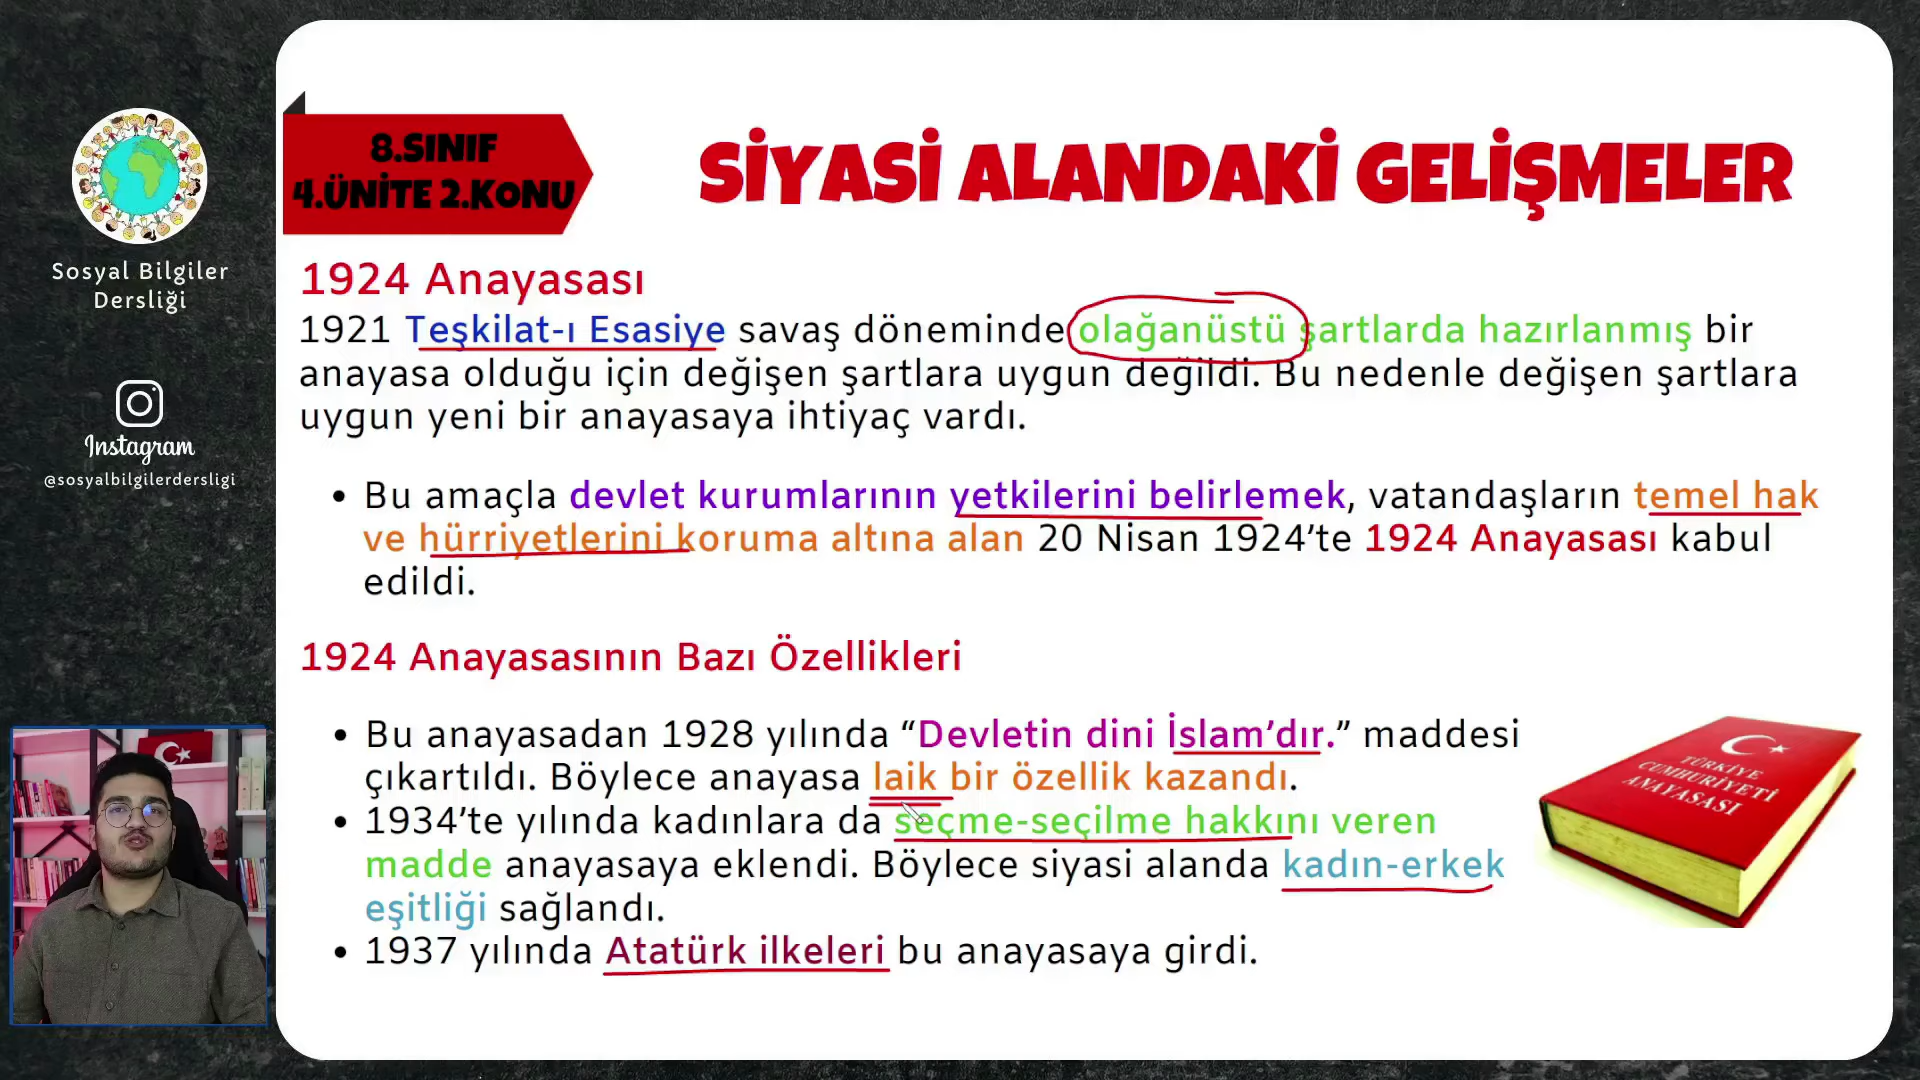 Sosyal Bilgiler
Dersliği
Instagram
@sosyalbilgilerdersligi
8.SINIF
4.ÜNİTE 2.KONU
SİYASİ ALANDAKİ GELİŞMELER
1924 Anayasası
1921 Teşkilat-ı Esasiye savaş döneminde olağanüstü şartlarda hazırlanmış bir
anayasa olduğu için değişen şartlara uygun değildi. Bu nedenle değişen şartlara
uygun yeni bir anayasaya ihtiyaç vardı.
• Bu amaçla devlet kurumlarının yetkilerini belirlemek, vatandaşların temel hak
ve hürriyetlerini koruma altına alan 20 Nisan 1924’te 1924 Anayasası kabul
edildi.
1924 Anayasasının Bazı Özellikleri
• Bu anayasadan 1928 yılında “Devletin dini İslam’dır.” maddesi
çıkartıldı. Böylece anayasa laik bir özellik kazandı.
• 1934’te yılında kadınlara da seçme-seçilme hakkını veren
madde anayasaya eklendi. Böylece siyasi alanda kadın-erkek
eşitliği sağlandı.
• 1937 yılında Atatürk ilkeleri bu anayasaya girdi.
TÜRKİYE
CUMHURİYETİ
ANAYASASI